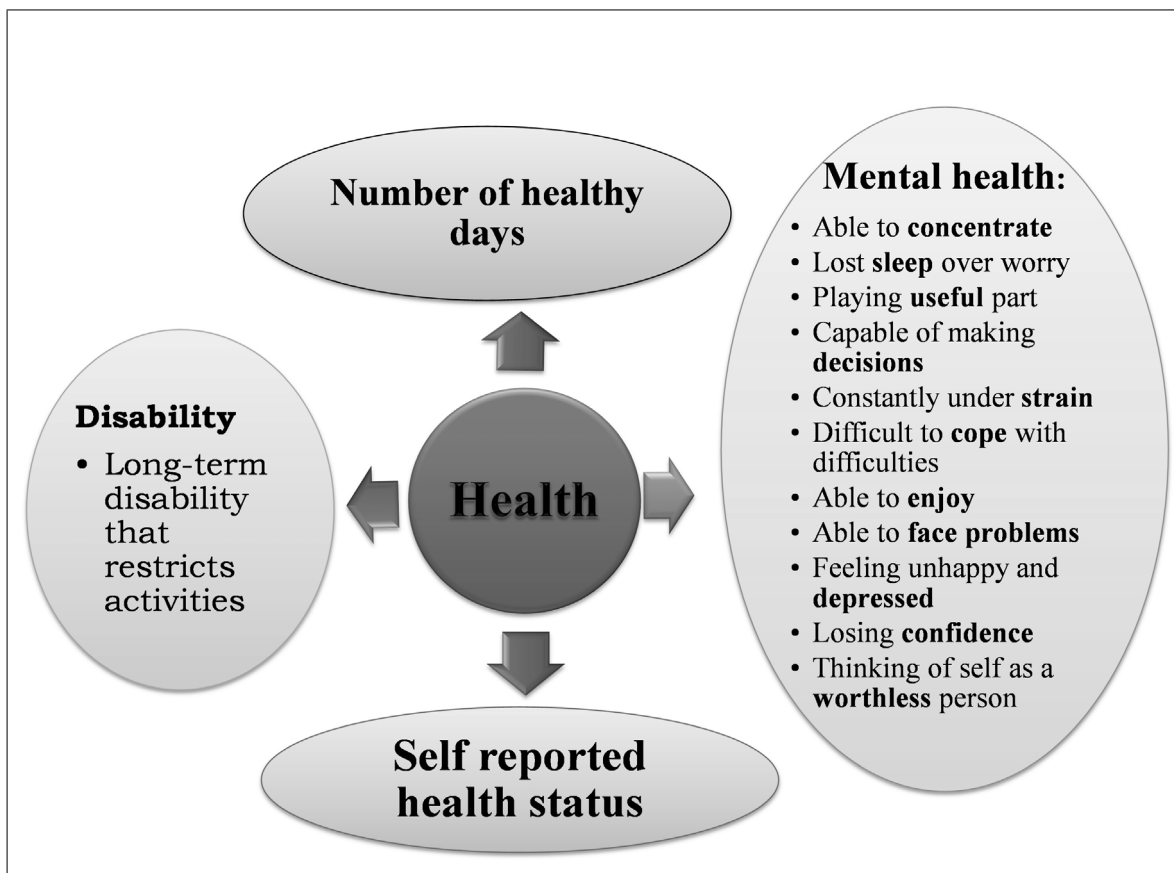 Number of healthy
days
Mental health:
• Able to concentrate
• Lost sleep over worry
• Playing useful part
• Capable of making
decisions
• Constantly under strain
• Difficult to cope with
difficulties
• Able to enjoy
• Able to face problems
• Feeling unhappy and
depressed
• Losing confidence
• Thinking of self as a
worthless person
Disability
• Long-term
disability
that
restricts
activities
Health
Self reported
health status